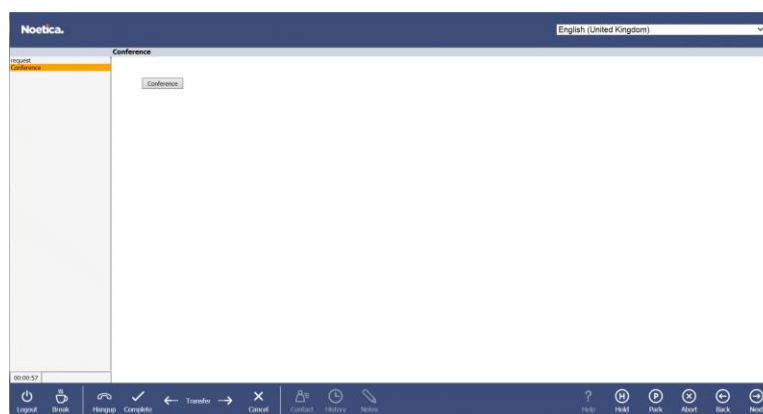 Noetica.
English (United Kingdom)
Conference
request
Conference
Conference
00:00:57
Logout Break Hangup Complete Transfer Cancel Contact History Notes Help Hold Park Abort Back Next